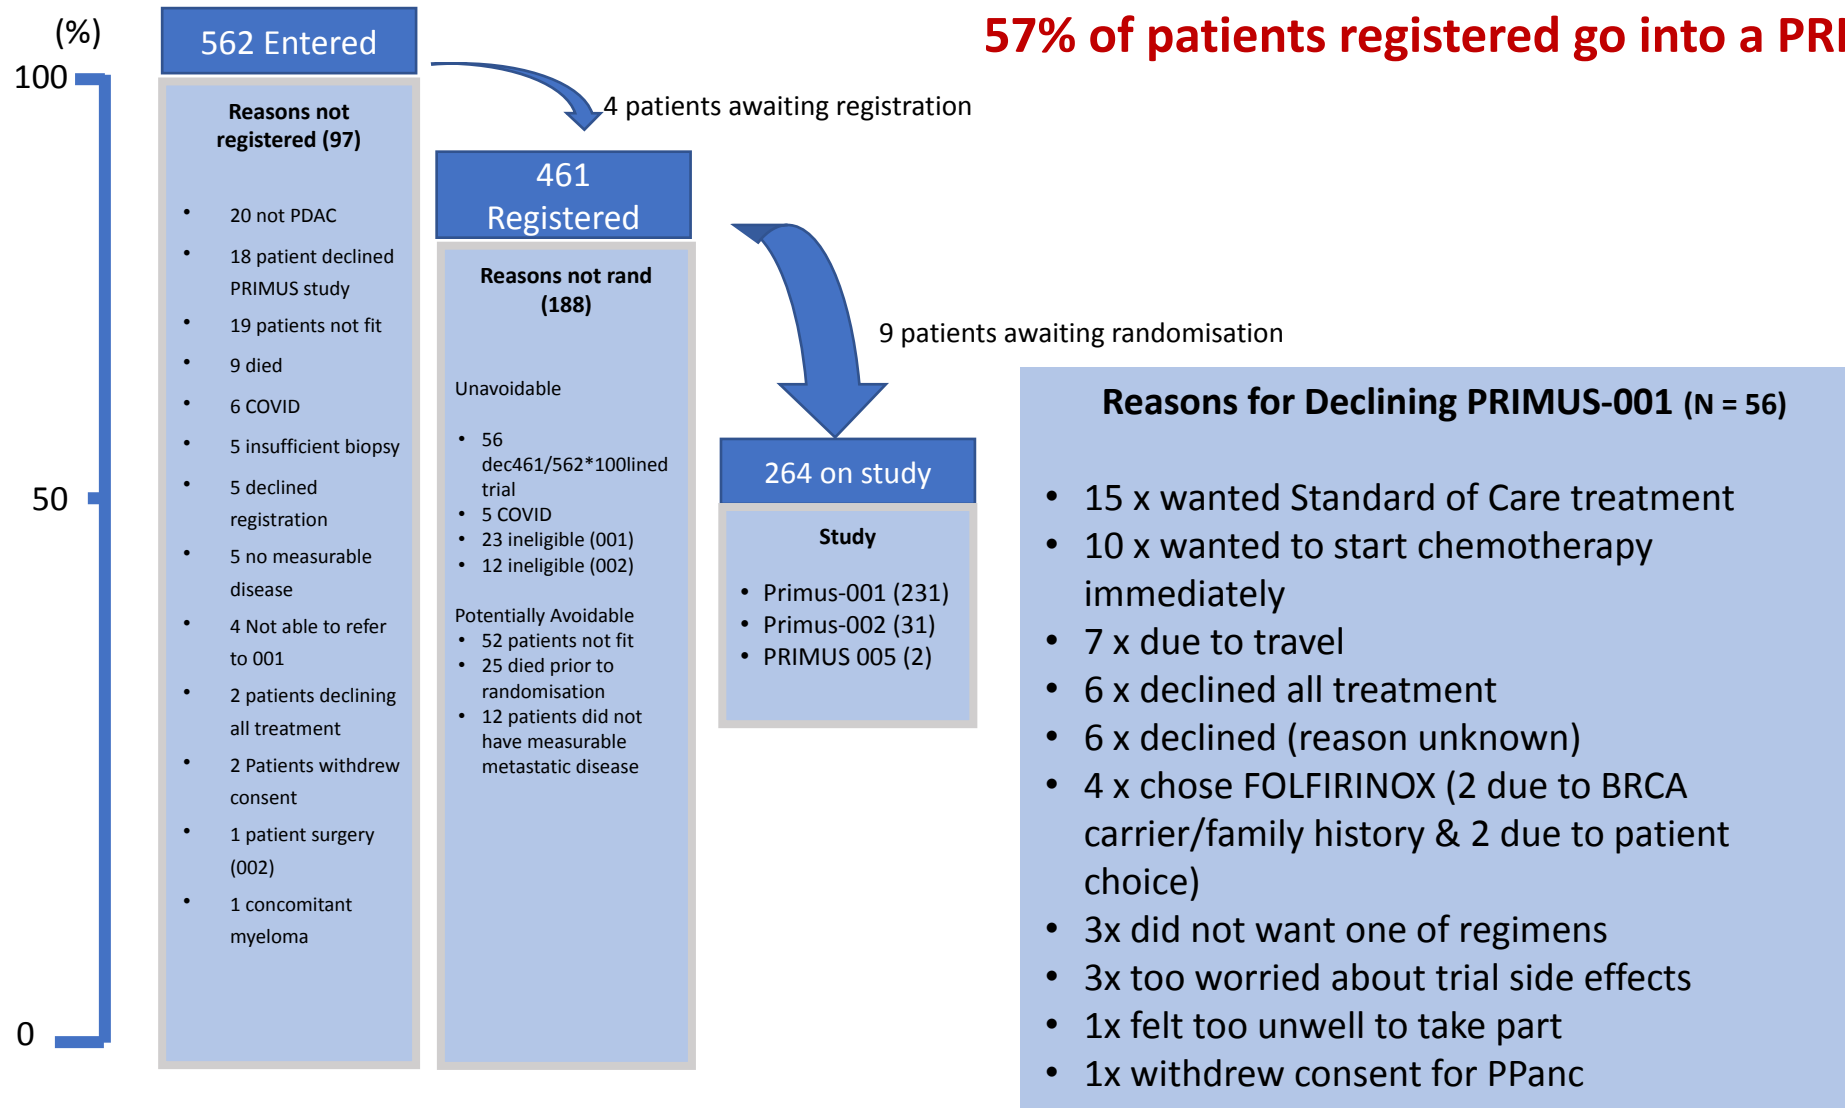 (%)
100
50
0
562 Entered
Reasons not
registered (97)
• 20 not PDAC
• 18 patient declined
PRIMUS study
• 19 patients not fit
• 9 died
• 6 COVID
• 5 insufficient biopsy
• 5 declined
registration
• 5 no measurable
disease
• 4 Not able to refer
to 001
• 2 patients declining
all treatment
• 2 Patients withdrew
consent
• 1 patient surgery
(002)
• 1 concomitant
myeloma
4 patients awaiting registration
461
Registered
Reasons not rand
(188)
Unavoidable
• 56
dec461/562*100lined
trial
• 5 COVID
• 23 ineligible (001)
• 12 ineligible (002)
Potentially Avoidable
• 52 patients not fit
• 25 died prior to
randomisation
• 12 patients did not
have measurable
metastatic disease
9 patients awaiting randomisation
264 on study
Study
• Primus-001 (231)
• Primus-002 (31)
• PRIMUS 005 (2)
57% of patients registered go into a PRI
Reasons for Declining PRIMUS-001 (N = 56)
• 15 x wanted Standard of Care treatment
• 10 x wanted to start chemotherapy
immediately
• 7 x due to travel
• 6 x declined all treatment
• 6 x declined (reason unknown)
• 4 x chose FOLFIRINOX (2 due to BRCA
carrier/family history & 2 due to patient
choice)
• 3x did not want one of regimens
• 3x too worried about trial side effects
• 1x felt too unwell to take part
• 1x withdrew consent for PPanc